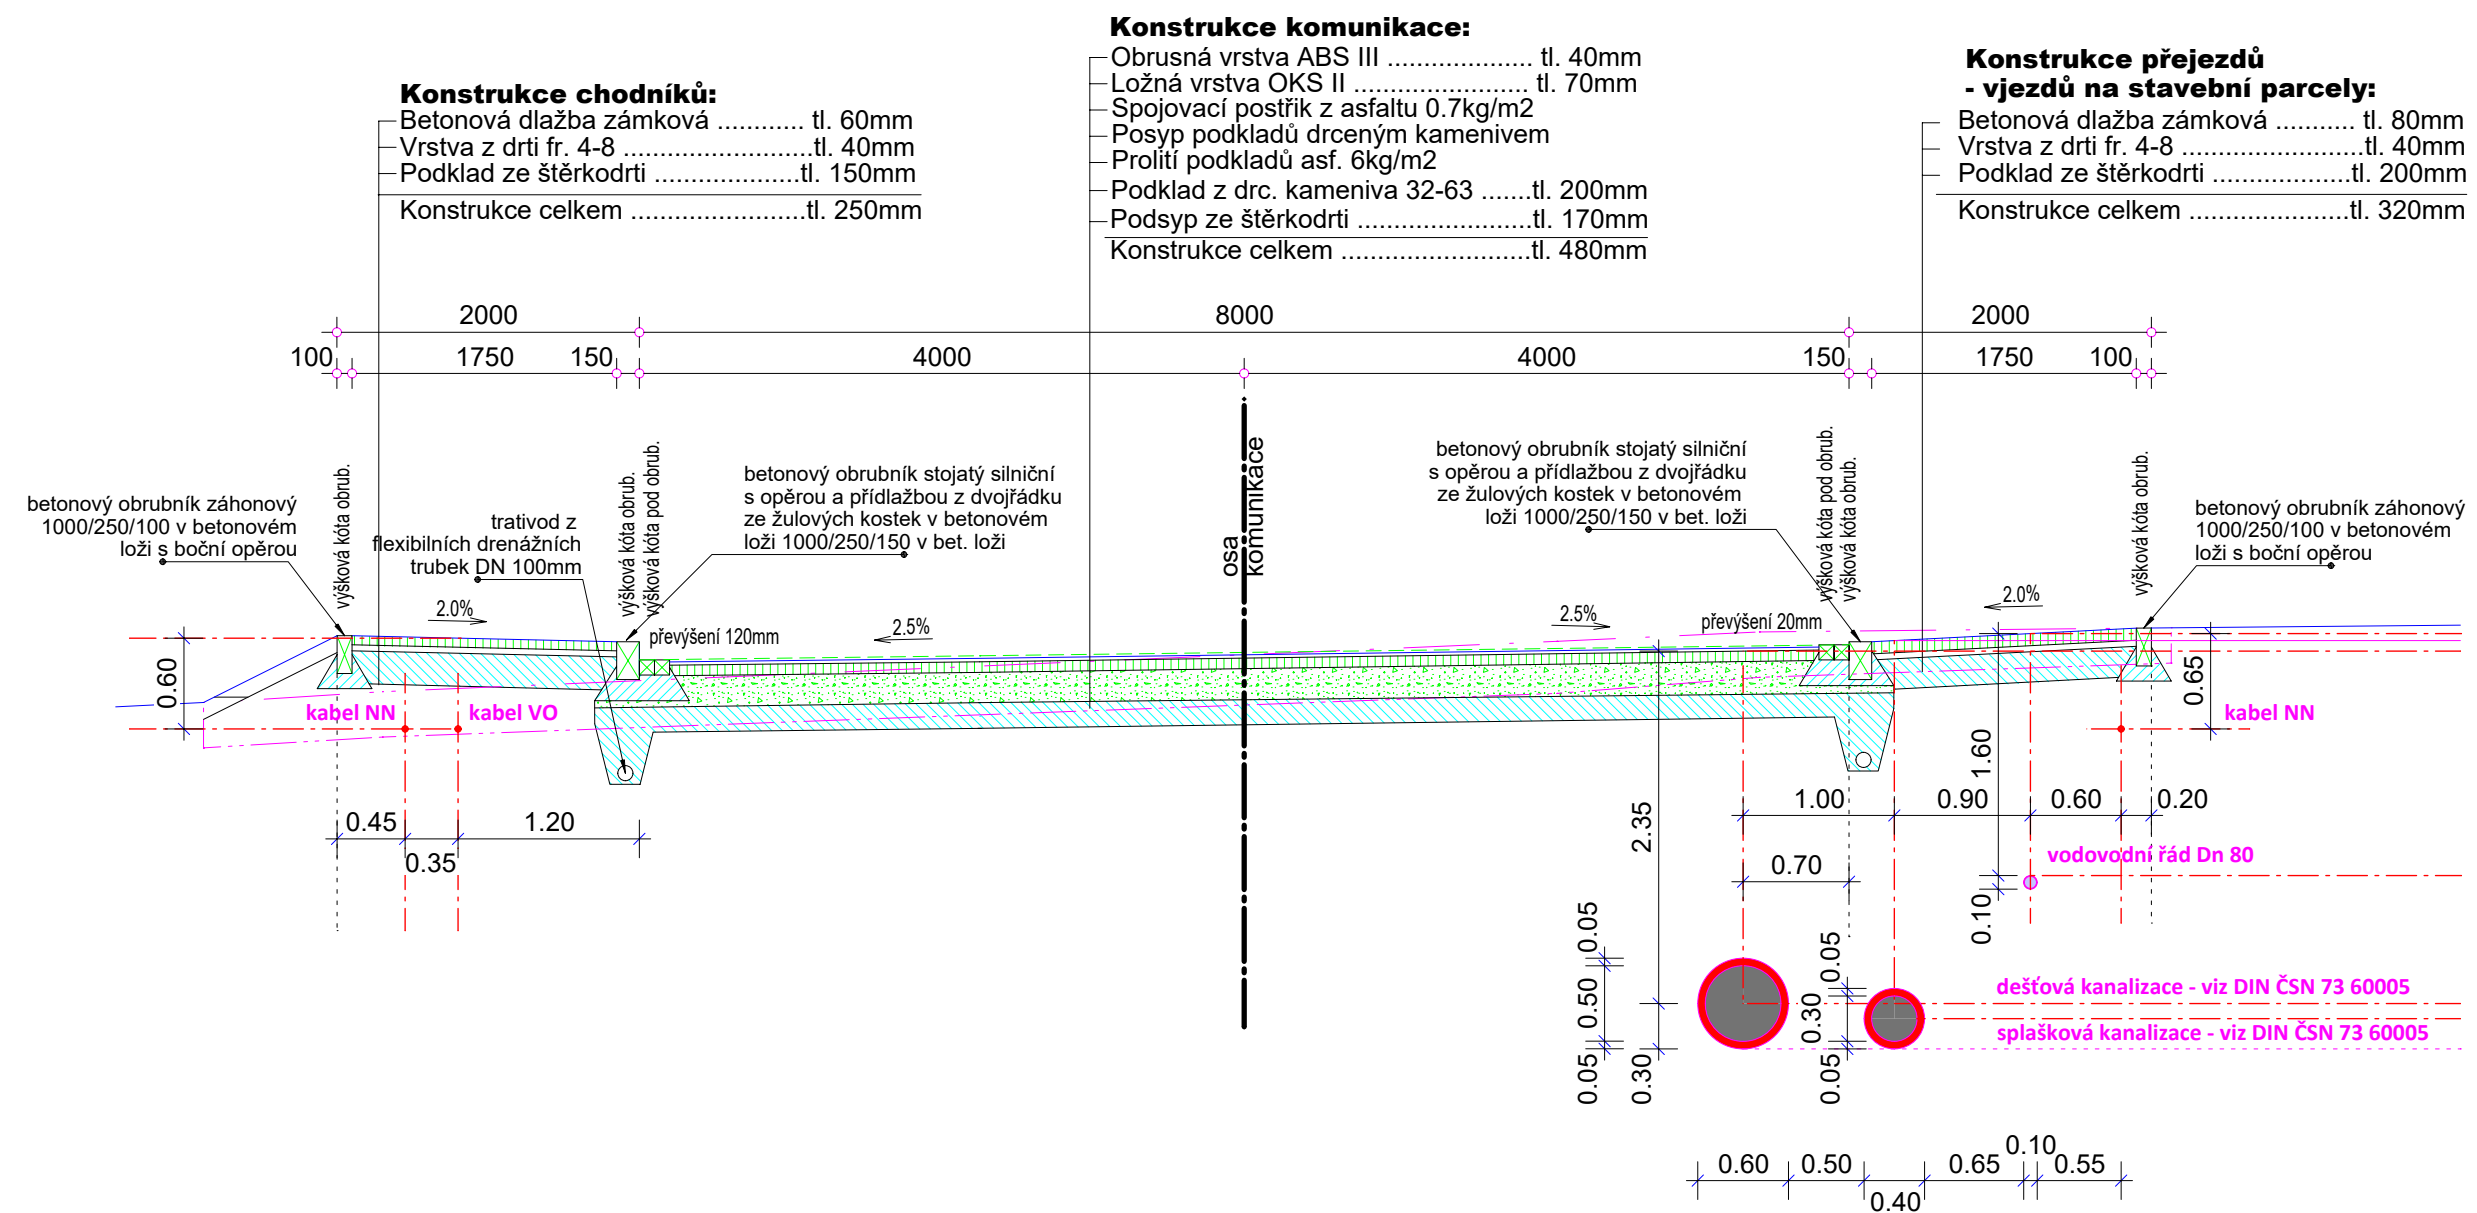 Konstrukce komunikace:
Obrusná vrstva ABS III .................... tl. 40mm
Ložná vrstva OKS II ........................ tl. 70mm
Spojovací postřik z asfaltu 0.7kg/m2
Posyp podkladů drceným kamenivem
Prolití podkladů asf. 6kg/m2
Podklad z drc. kameniva 32-63 .......tl. 200mm
Podsyp ze štěrkodrti ........................tl. 170mm
Konstrukce celkem ..........................tl. 480mm
Konstrukce chodníků:
Betonová dlažba zámková ............ tl. 60mm
Vrstva z drti fr. 4-8 ..........................tl. 40mm
Podklad ze štěrkodrti ....................tl. 150mm
Konstrukce celkem ........................tl. 250mm
Konstrukce přejezdů
- vjezdů na stavební parcely:
Betonová dlažba zámková ........... tl. 80mm
Vrstva z drti fr. 4-8 .........................tl. 40mm
Podklad ze štěrkodrti ...................tl. 200mm
Konstrukce celkem ......................tl. 320mm
2000
8000
2000
100
1750
150
4000
4000
150
1750
100
betonový obrubník záhonový
1000/250/100 v betonovém
loži s boční opěrou
výšková kóta obrub.
trativod z
flexibilních drenážních
trubek DN 100mm
výšková kóta obrub.
výšková kóta pod obrub.
betonový obrubník stojatý silniční
s opěrou a přídlažbou z dvojřádku
ze žulových kostek v betonovém
loži 1000/250/150 v bet. loži
osa
komunikace
betonový obrubník stojatý silniční
s opěrou a přídlažbou z dvojřádku
ze žulových kostek v betonovém
loži 1000/250/150 v bet. loži
výšková kóta pod obrub.
výšková kóta obrub.
výšková kóta obrub.
betonový obrubník záhonový
1000/250/100 v betonovém
loži s boční opěrou
2.0%
převýšení 120mm
2.5%
2.5%
převýšení 20mm
2.0%
0.60
kabel NN
kabel VO
0.65
kabel NN
1.60
0.45
0.35
1.20
2.35
1.00
0.90
0.60
0.20
0.70
vodovodní řád Dn 80
0.10
0.05
0.50
0.05
0.30
0.05
0.30
0.05
dešťová kanalizace - viz DIN ČSN 73 60005
splašková kanalizace - viz DIN ČSN 73 60005
0.60
0.50
0.40
0.65
0.10
0.55